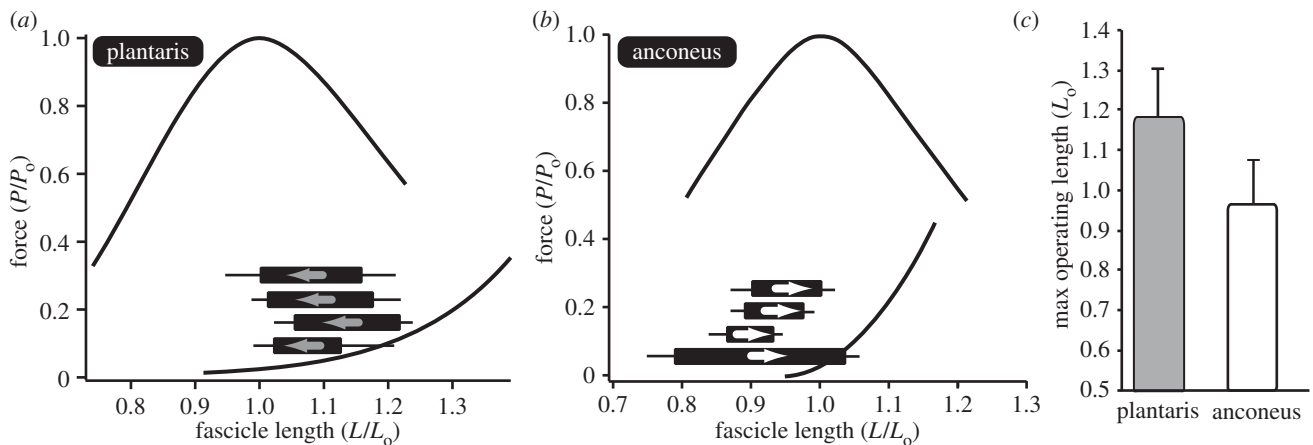 (a)
plantaris
1.0
0.8
0.6
0.4
0.2
0
force (P/Po)
0.8 0.9 1.0 1.1 1.2 1.3
fascicle length (L/Lo)
(b)
anconeus
1.0
0.8
0.6
0.4
0.2
0
force (P/Po)
0.7 0.8 0.9 1.0 1.1 1.2 1.3
fascicle length (L/Lo)
(c)
1.4
1.3
1.2
1.1
1.0
0.9
0.8
0.7
0.6
0.5
max operating length (Lo)
plantaris anconeus